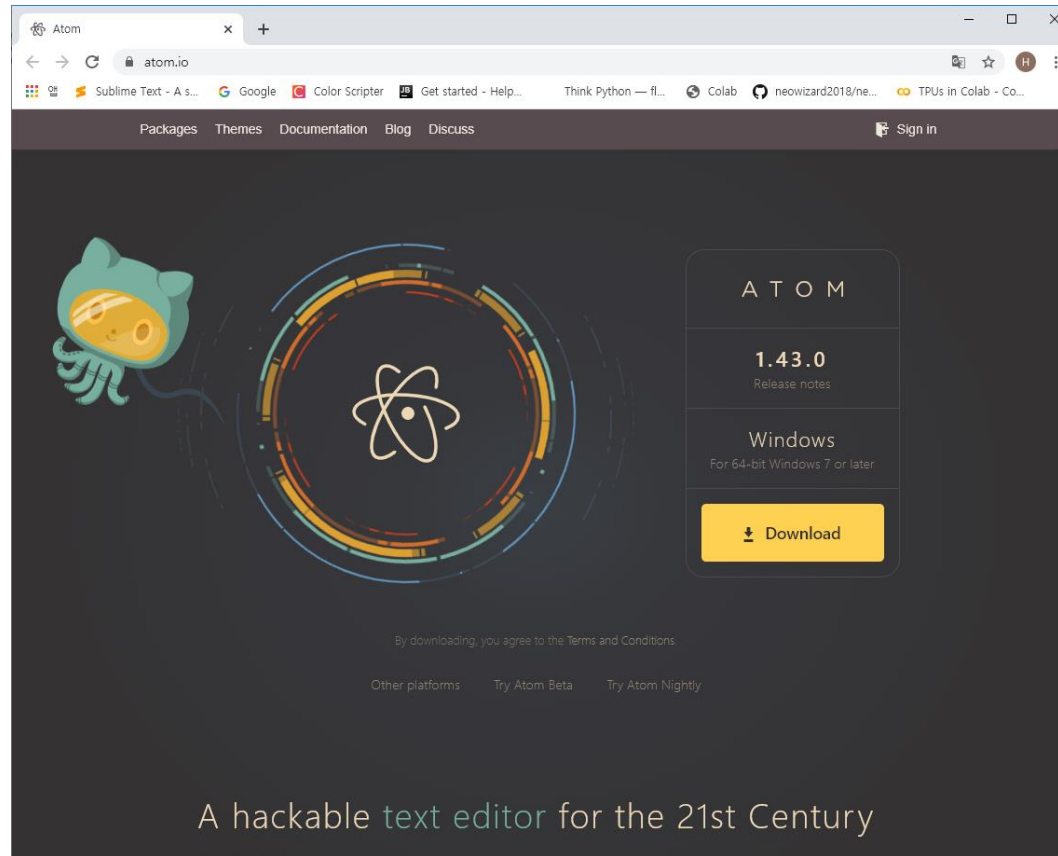 Atom
atom.io
H
Sublime Text - A s... Google Color Scripter Get started - Help... Think Python — fl... Colab neowizard2018/ne... TPUs in Colab - Co...
Packages Themes Documentation Blog Discuss Sign in
ATOM
1.43.0
Release notes
Windows
For 64-bit Windows 7 or later
Download
By downloading, you agree to the Terms and Conditions.
Other platforms Try Atom Beta Try Atom Nightly
A hackable text editor for the 21st Century